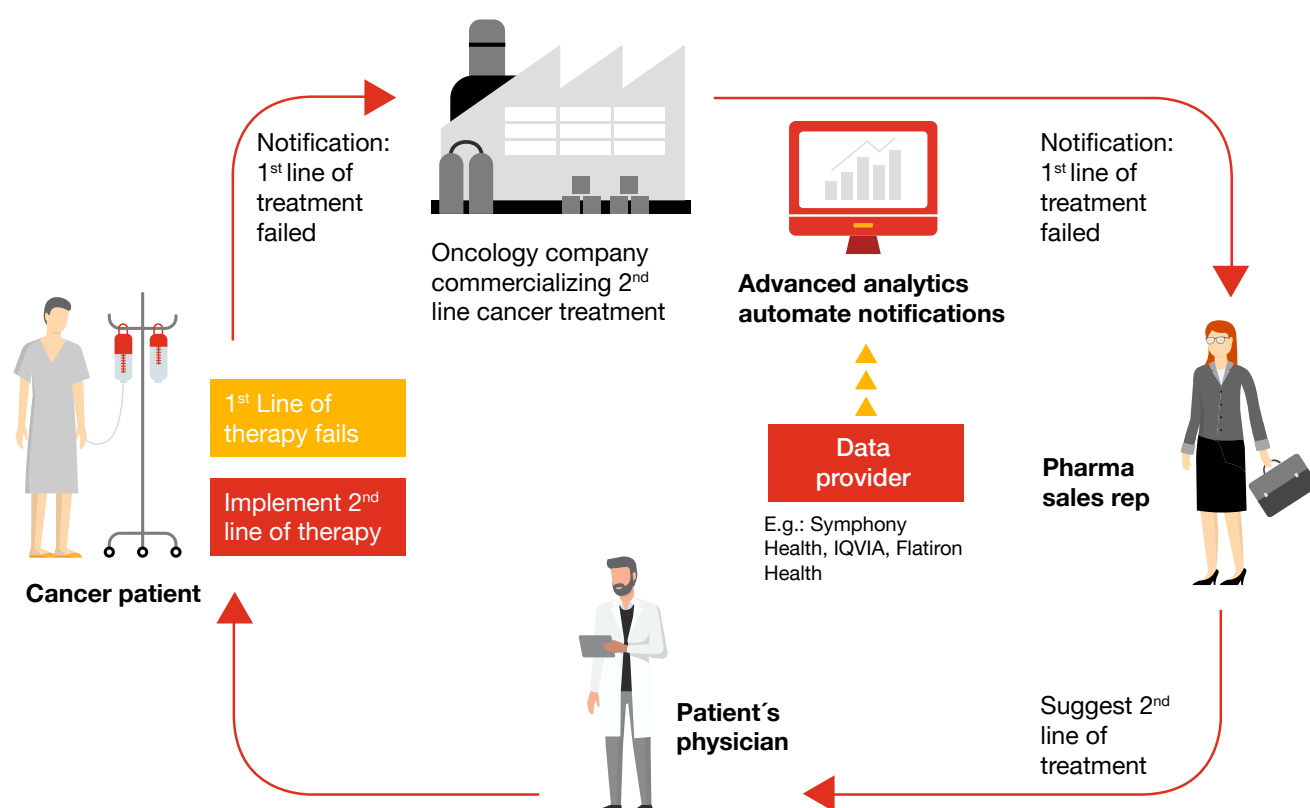 Notification:
1st line of
treatment
failed
Oncology company
commercializing 2nd
line cancer treatment
Advanced analytics
automate notifications
Notification:
1st line of
treatment
failed
1st Line of
therapy fails
Implement 2nd
line of therapy
Cancer patient
Data
provider
E.g.: Symphony
Health, IQVIA, Flatiron
Health
Pharma
sales rep
Patient´s
physician
Suggest 2nd
line of
treatment